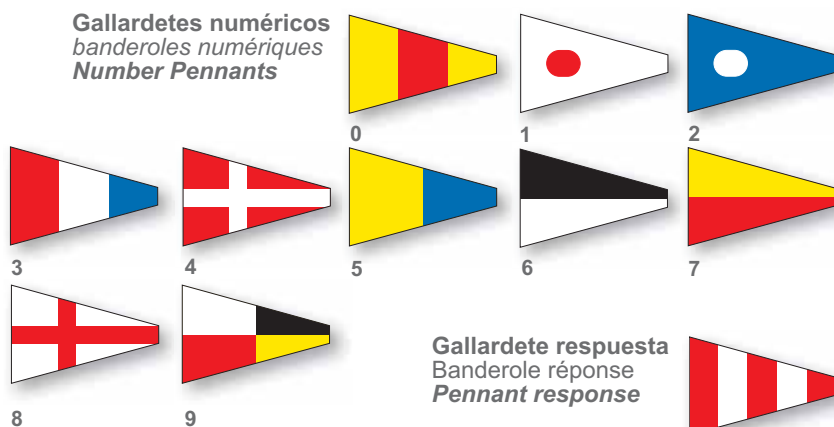 Gallardetes numéricos
banderoles numériques
Number Pennants
0
1
2
3
4
5
6
7
8
9
Gallardete respuesta
Banderole réponse
Pennant response